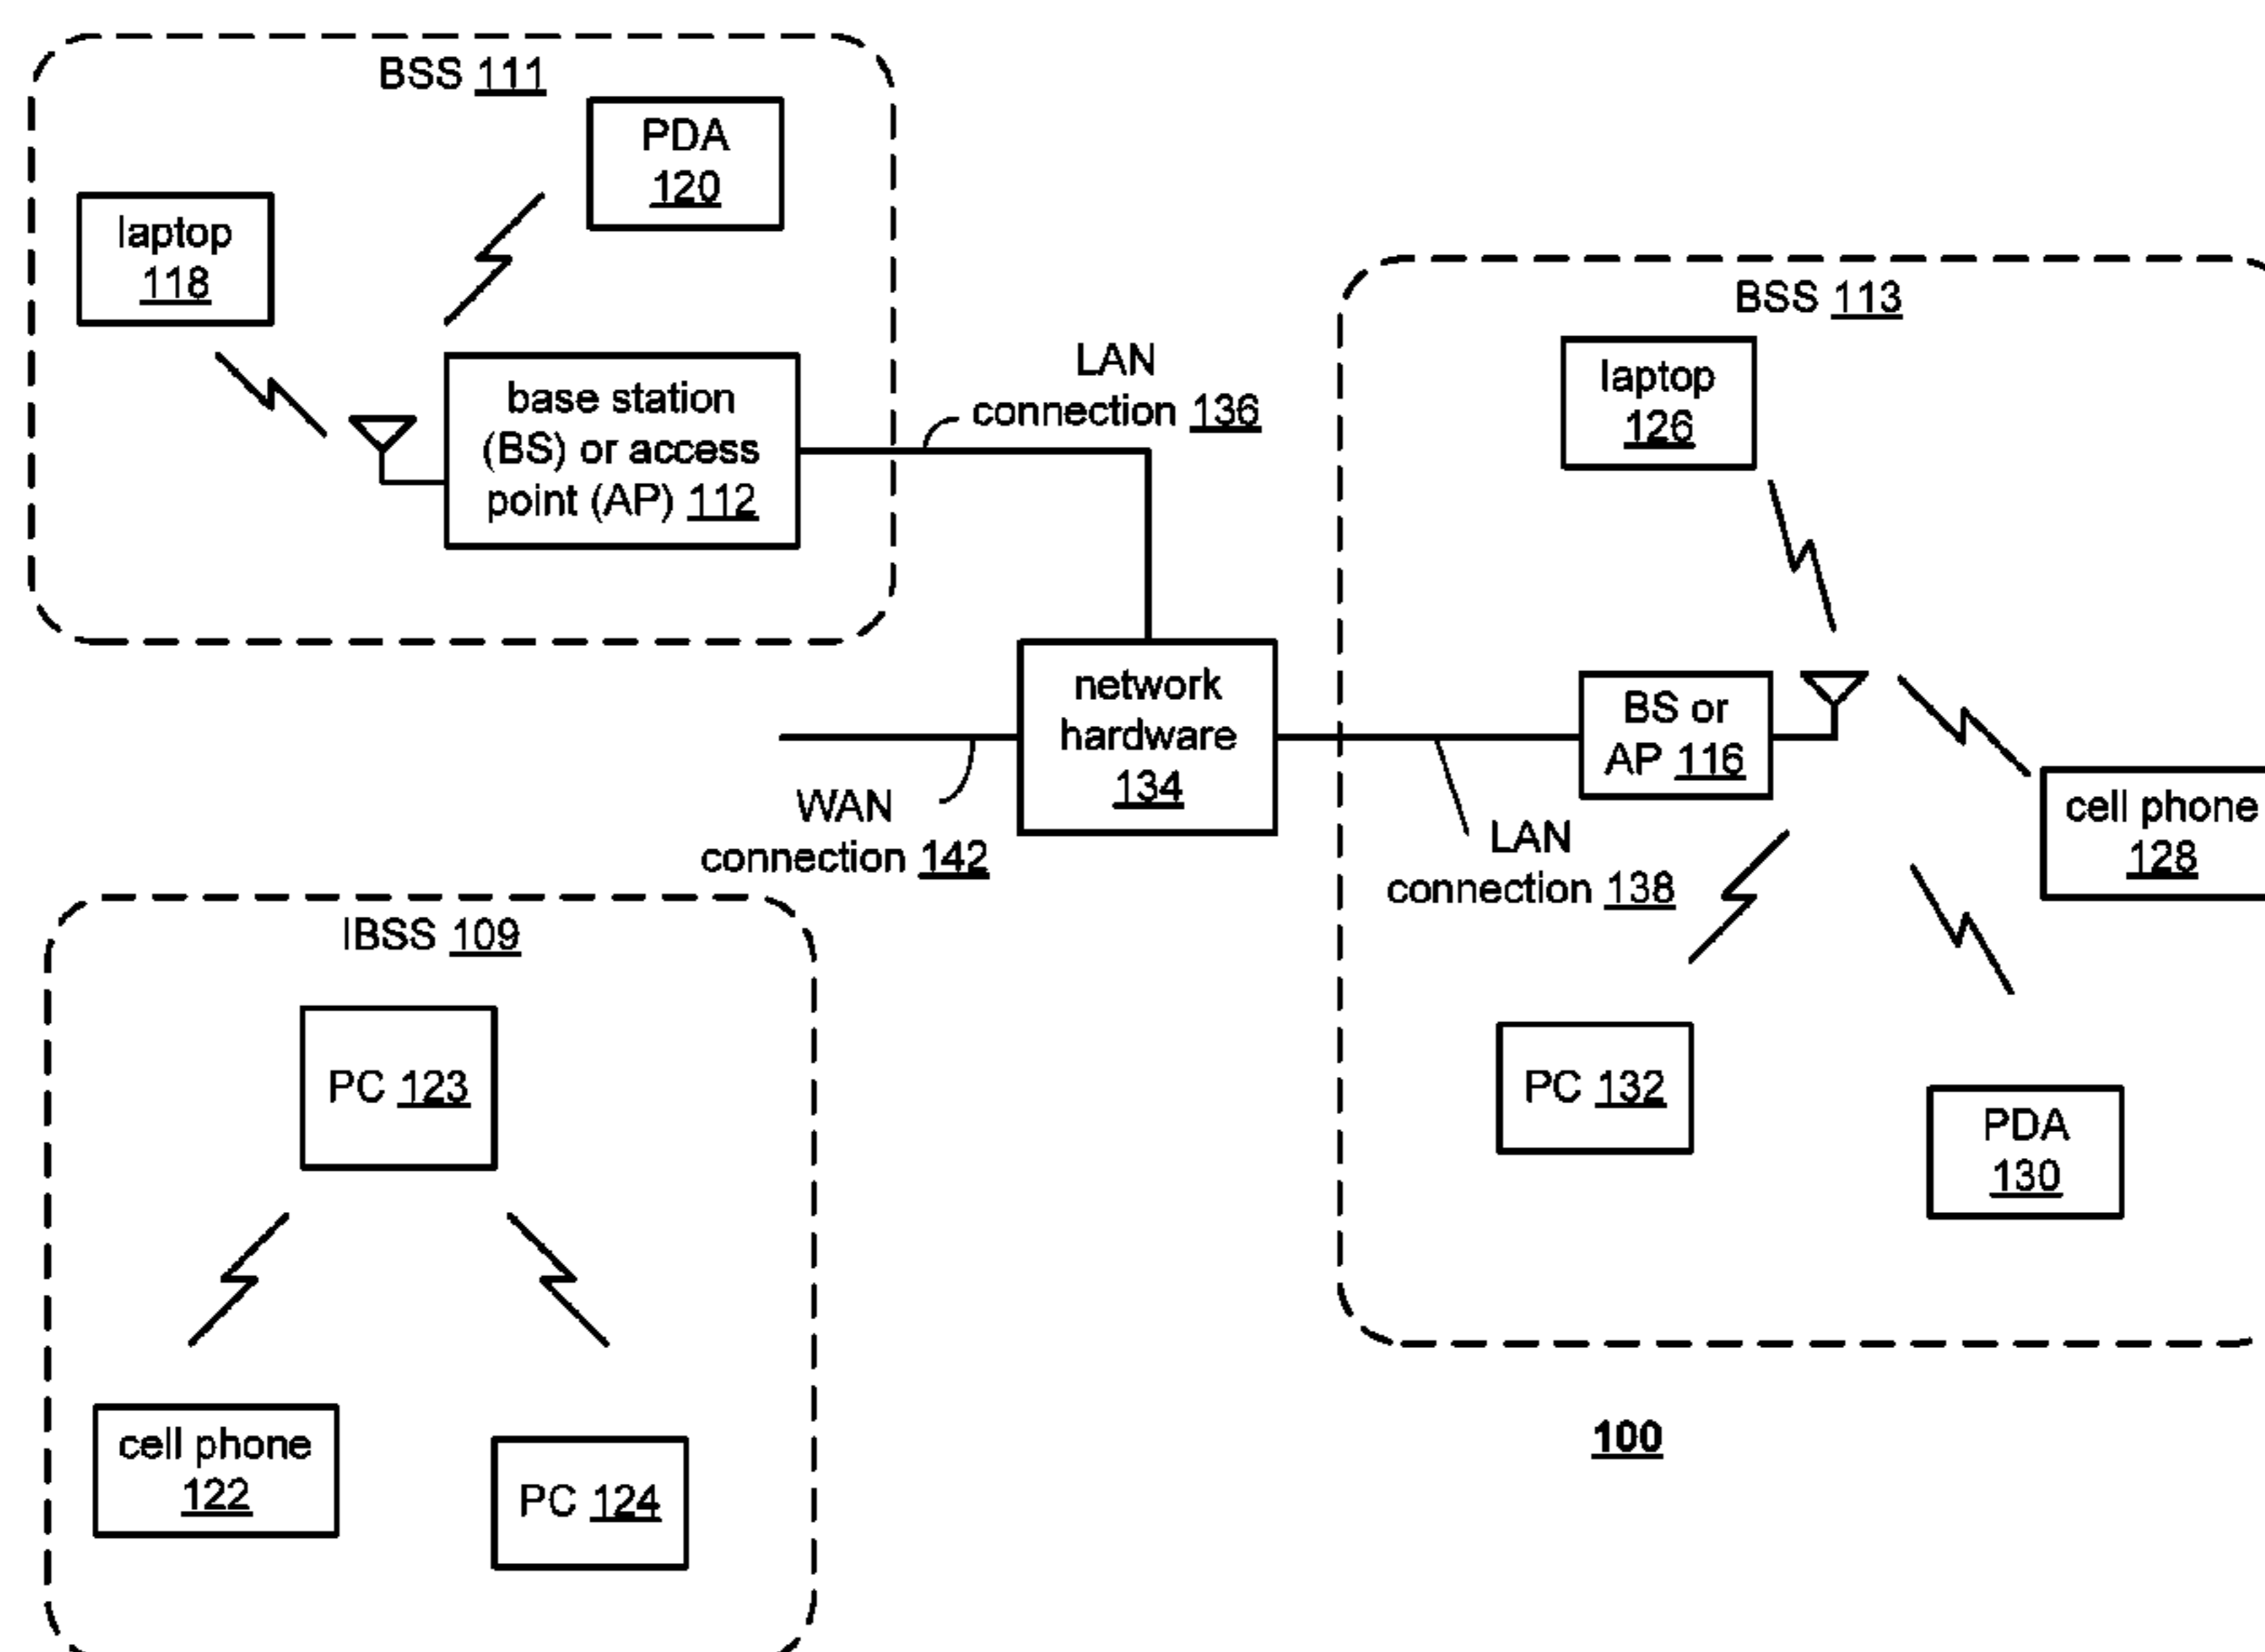 BSS 111
PDA
120
laptop
118
base station
(BS) or access
point (AP) 112
LAN
connection 136
BSS 113
laptop
126
network
hardware
134
BS or
AP 116
WAN
connection 142
LAN
connection 138
cell phone
128
IBSS 109
PC 123
PC 132
PDA
130
cell phone
122
PC 124
100